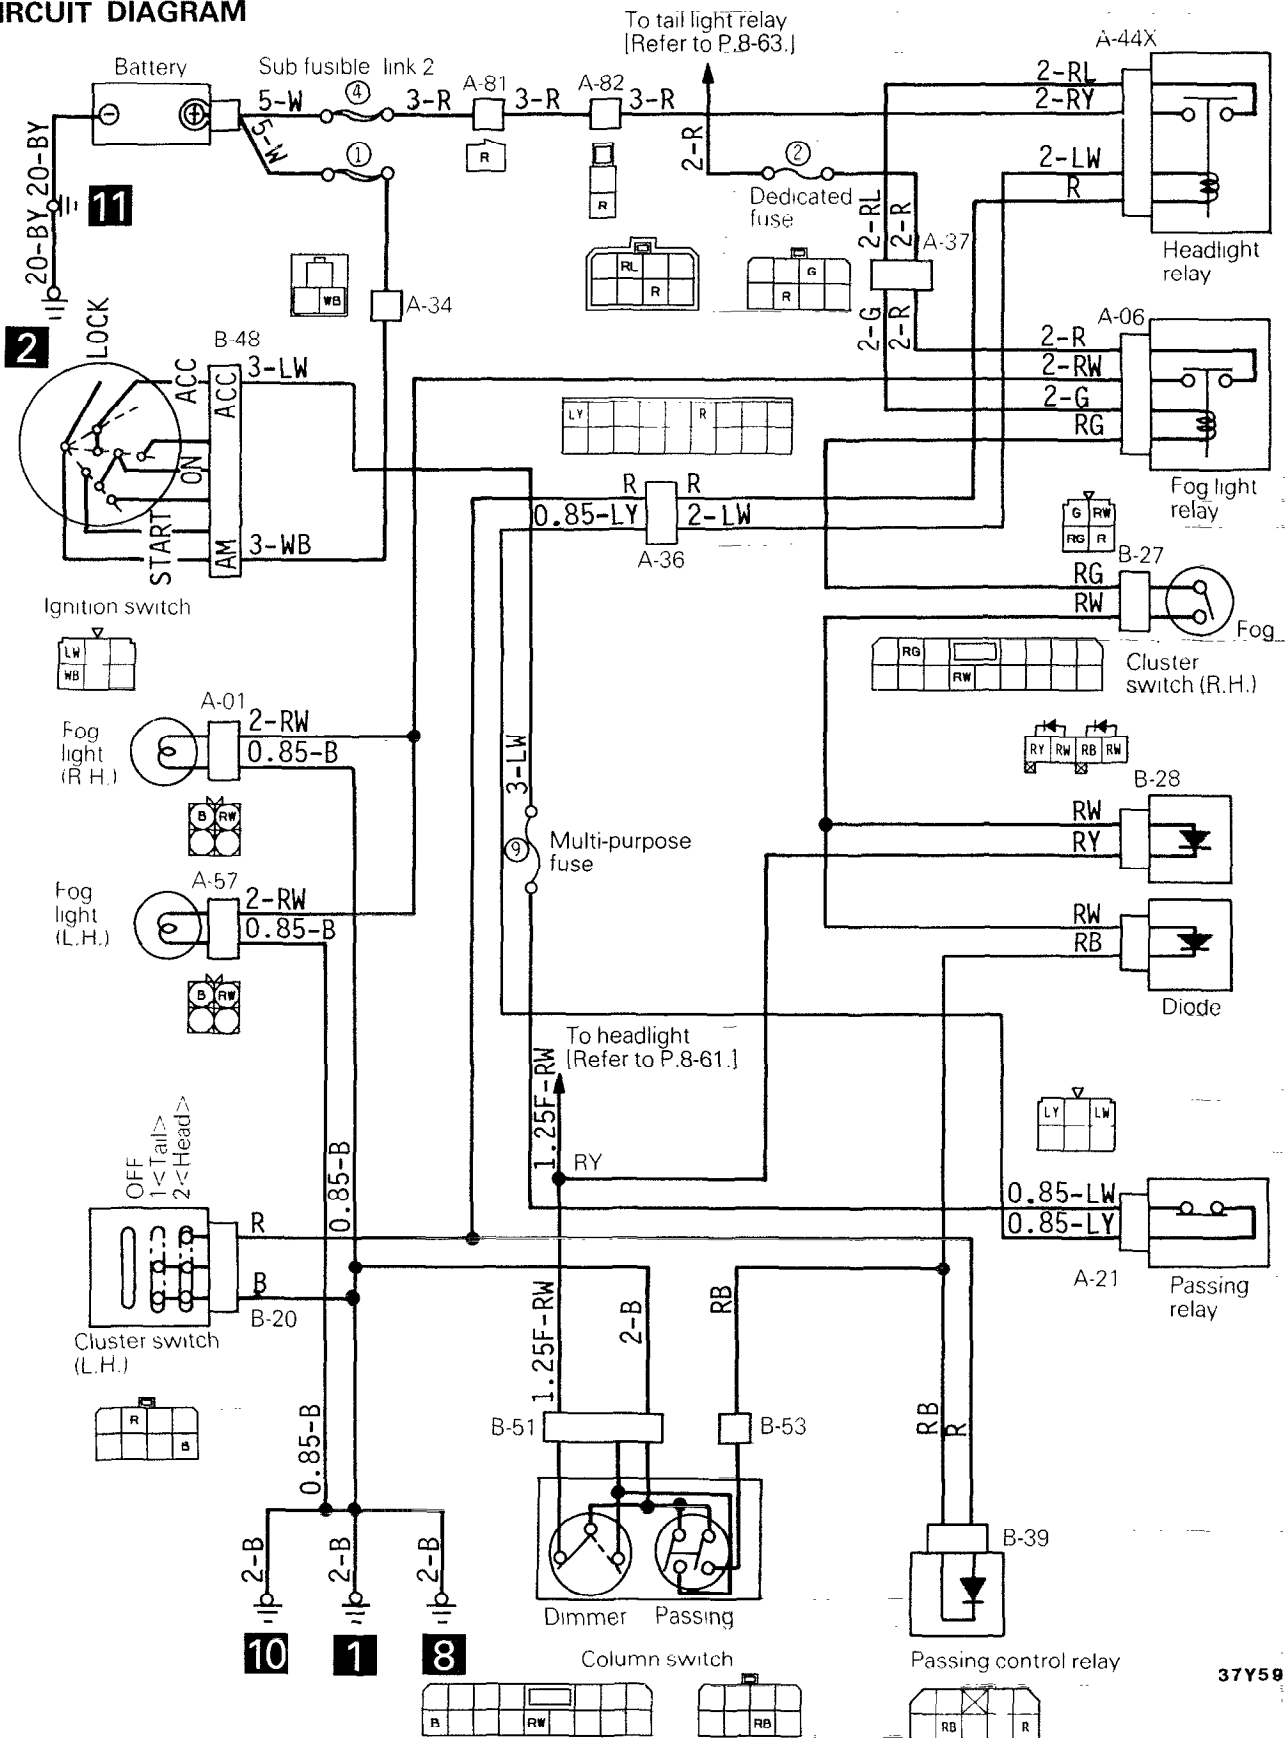 IRCUIT DIAGRAM
To tail light relay
[Refer to P.8-63.]
A-44X
Battery
Sub fusible link 2
A-81
A-82
2-RL
5-W
4
3-R
3-R
3-R
2-RY
20-BY
5-W
1
R
2-R
2
2-LW
R
Dedicated
fuse
R
11
20-BY
2-RL
2-R
A-37
Headlight
relay
RL
R
G
R
WB
A-34
2
LOCK
B-48
2-G
2-R
A-06
2-R
3-LW
ACC
ACC
2-RW
2-G
LY
R
RG
ON
R
R
Fog light
relay
0.85-LY
2-LW
G
RW
RG
R
START
AM
3-WB
A-36
B-27
RG
RW
Fog
Ignition switch
LW
WB
RG
RW
Cluster
switch (R.H.)
A-01
2-RW
Fog
light
(R.H.)
0.85-B
3-LW
RY
RW
RB
RW
B-28
B
RW
RW
RY
9
Multi-purpose
fuse
A-57
Fog
light
(L.H.)
2-RW
0.85-B
RW
RB
B
RW
Diode
To headlight
[Refer to P.8-61.]
1.25F-RW
LY
LW
OFF
1<Tail>
2<Head>
0.85-B
RY
0.85-LW
0.85-LY
R
A-21
Passing
relay
B
B-20
Cluster switch
(L.H.)
1.25F-RW
2-B
RB
R
B
0.85-B
B-51
B-53
RB
R
B-39
2-B
2-B
2-B
Dimmer
Passing
10
1
8
Column switch
Passing control relay
37Y59
B
RW
RB
RB
R